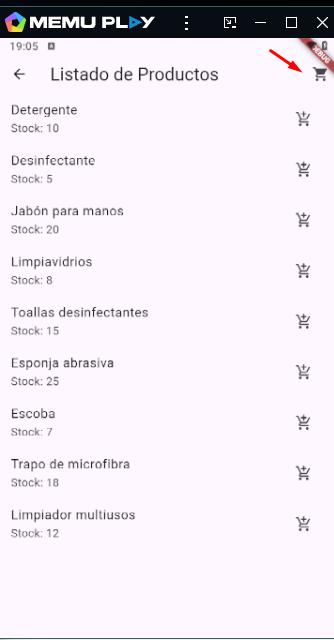 MEMU PLAY
19:05
DEBUG
Listado de Productos
Detergente
Stock: 10
Desinfectante
Stock: 5
Jabón para manos
Stock: 20
Limpiavidrios
Stock: 8
Toallas desinfectantes
Stock: 15
Esponja abrasiva
Stock: 25
Escoba
Stock: 7
Trapo de microfibra
Stock: 18
Limpiador multiusos
Stock: 12